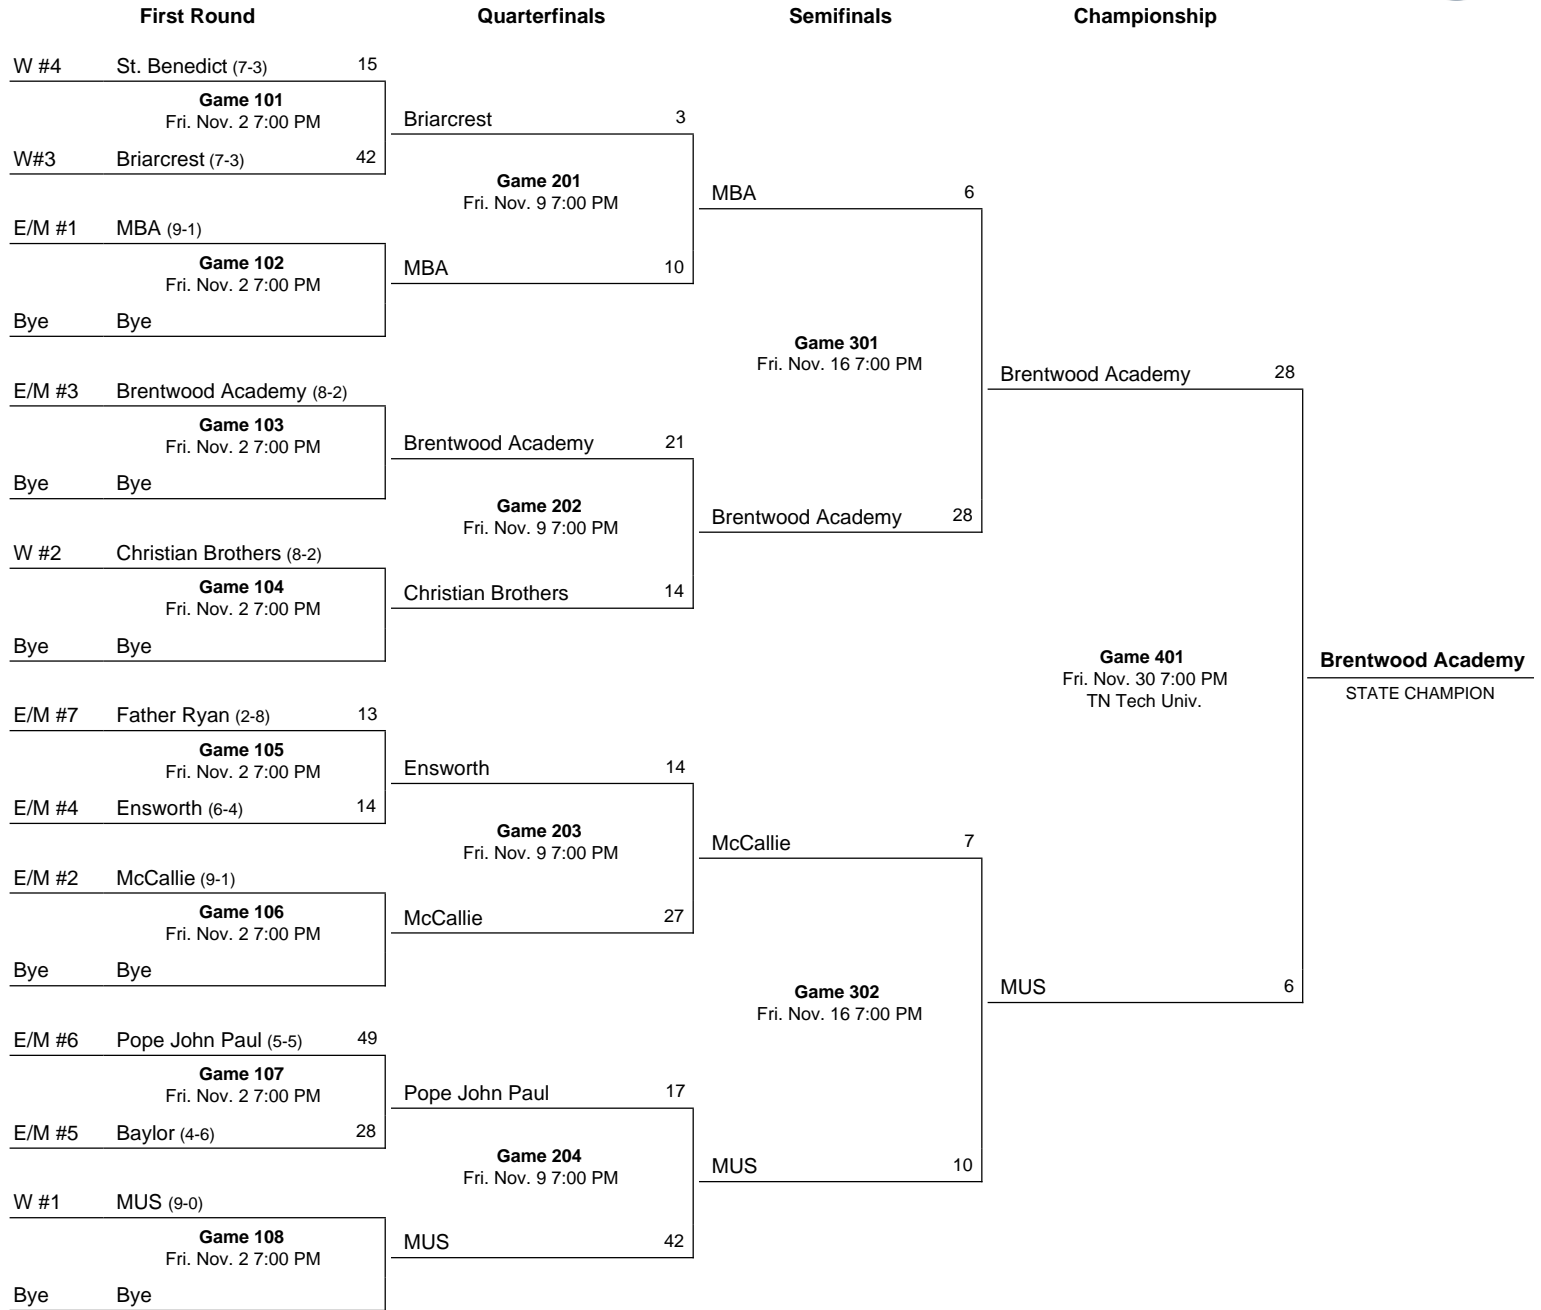 First Round Quarterfinals Semifinals Championship
W #4 St. Benedict (7-3) 15
Game 101
Fri. Nov. 2 7:00 PM
W#3 Briarcrest (7-3) 42
E/M #1 MBA (9-1)
Game 102
Fri. Nov. 2 7:00 PM
Bye Bye
E/M #3 Brentwood Academy (8-2)
Game 103
Fri. Nov. 2 7:00 PM
Bye Bye
W #2 Christian Brothers (8-2)
Game 104
Fri. Nov. 2 7:00 PM
Bye Bye
E/M #7 Father Ryan (2-8) 13
Game 105
Fri. Nov. 2 7:00 PM
E/M #4 Ensworth (6-4) 14
E/M #2 McCallie (9-1)
Game 106
Fri. Nov. 2 7:00 PM
Bye Bye
E/M #6 Pope John Paul (5-5) 49
Game 107
Fri. Nov. 2 7:00 PM
E/M #5 Baylor (4-6) 28
W #1 MUS (9-0)
Game 108
Fri. Nov. 2 7:00 PM
Bye Bye
Briarcrest 3
Game 201
Fri. Nov. 9 7:00 PM
MBA 10
Brentwood Academy 21
Game 202
Fri. Nov. 9 7:00 PM
Christian Brothers 14
Ensworth 14
Game 203
Fri. Nov. 9 7:00 PM
McCallie 27
Pope John Paul 17
Game 204
Fri. Nov. 9 7:00 PM
MUS 42
MBA 6
Game 301
Fri. Nov. 16 7:00 PM
Brentwood Academy 28
McCallie 7
Game 302
Fri. Nov. 16 7:00 PM
MUS 10
Brentwood Academy 28
Game 401
Fri. Nov. 30 7:00 PM
TN Tech Univ.
MUS 6
Brentwood Academy
STATE CHAMPION